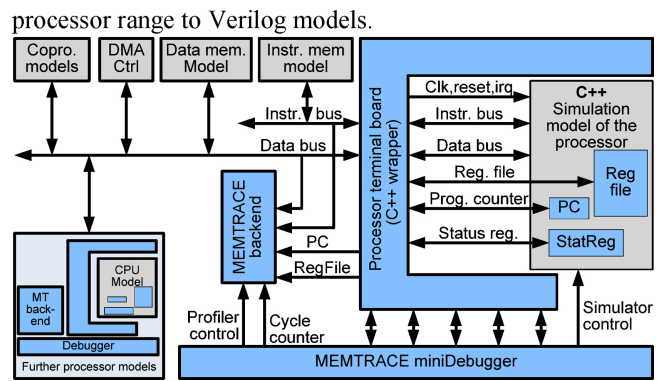 processor range to Verilog models.
Copro. models
DMA Ctrl
Data mem. Model
Instr. mem model
Instr. bus
Data bus
MEMTRACE backend
PC
RegFile
Profiler control
Cycle counter
Processor terminal board (C++ wrapper)
Clk,reset,irq
Instr. bus
Data bus
Reg. file
Prog. counter
Status reg.
C++
Simulation model of the processor
Reg file
PC
StatReg
Simulator control
CPU Model
MT back-end
Debugger
Further processor models
MEMTRACE miniDebugger